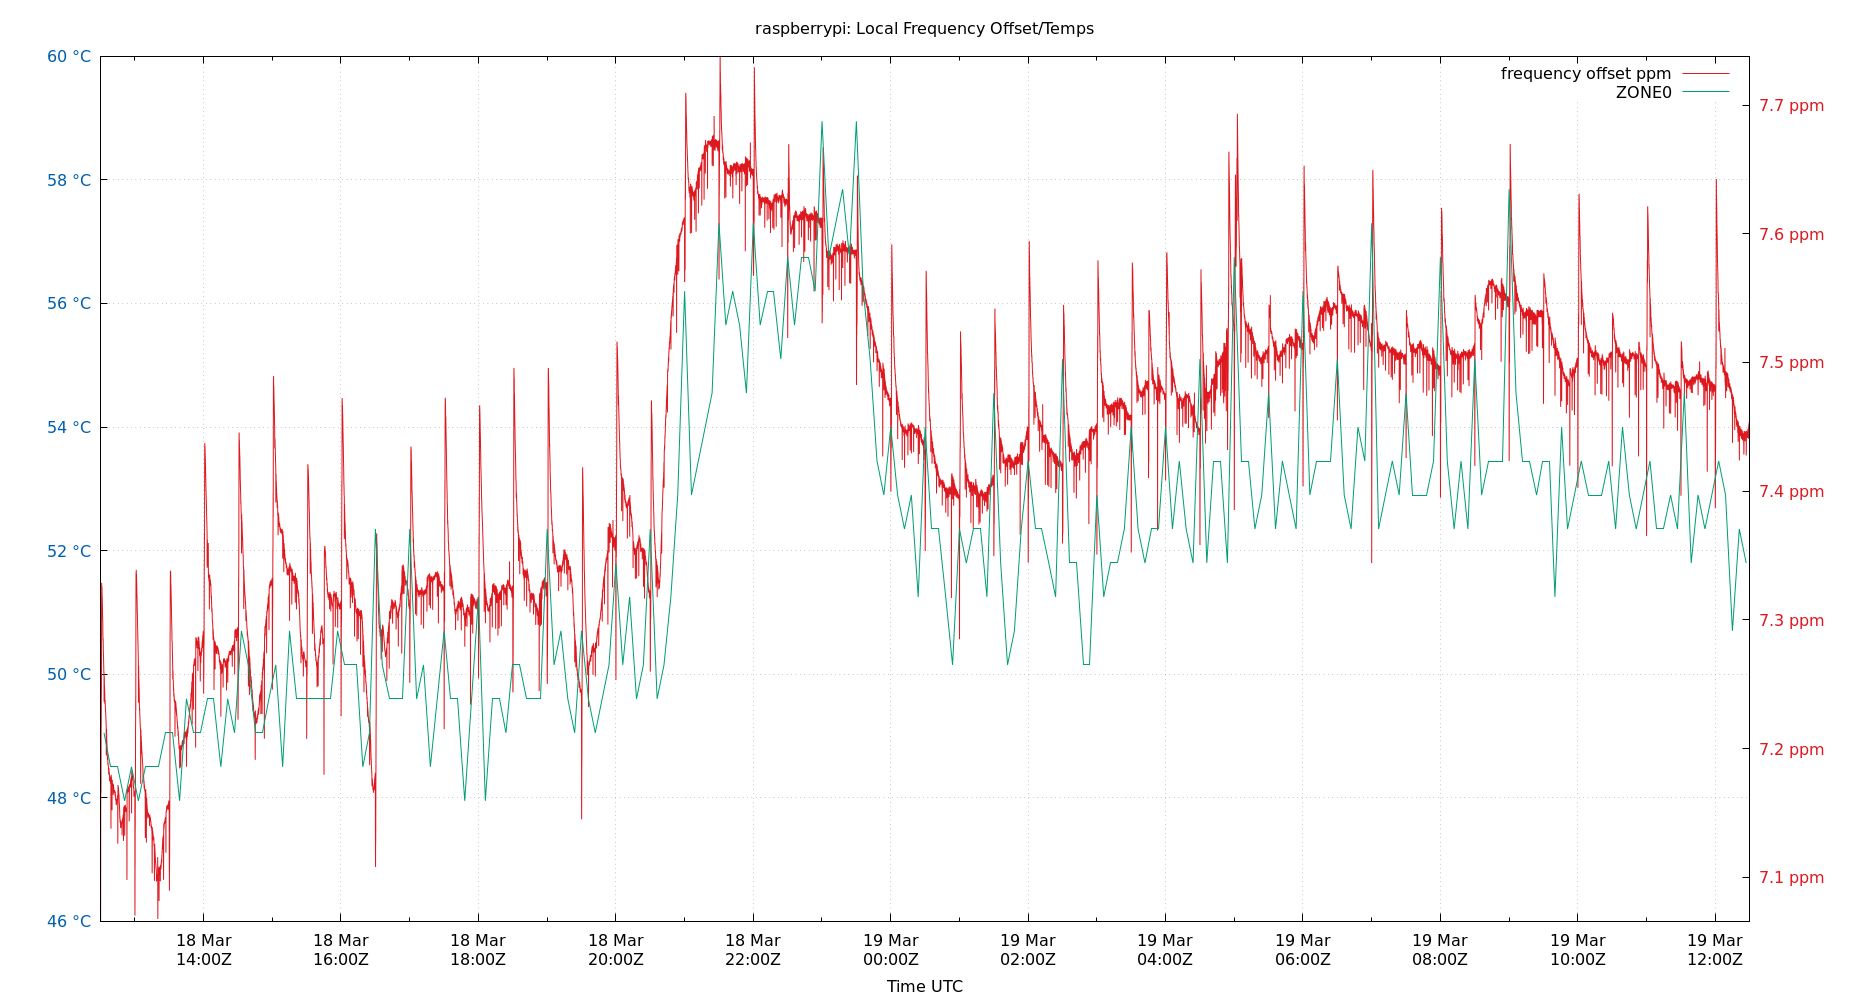 raspberrypi: Local Frequency Offset/Temps
60 °C
58 °C
56 °C
54 °C
52 °C
50 °C
48 °C
46 °C
frequency offset ppm
ZONE0
7.7 ppm
7.6 ppm
7.5 ppm
7.4 ppm
7.3 ppm
7.2 ppm
7.1 ppm
18 Mar
14:00Z
18 Mar
16:00Z
18 Mar
18:00Z
18 Mar
20:00Z
18 Mar
22:00Z
19 Mar
00:00Z
19 Mar
02:00Z
19 Mar
04:00Z
19 Mar
06:00Z
19 Mar
08:00Z
19 Mar
10:00Z
19 Mar
12:00Z
Time UTC